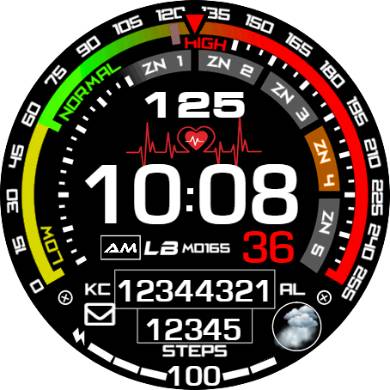 0 15 30 45 60 75 90 105 120 135 150 165 180 195 210 225 240 255
LOW NORMAL HIGH
ZN 1 ZN 2 ZN 3 ZN 4 ZN 5
125
10:08
AM LB MO165 36
KC 12344321 AL
12345
STEPS
100